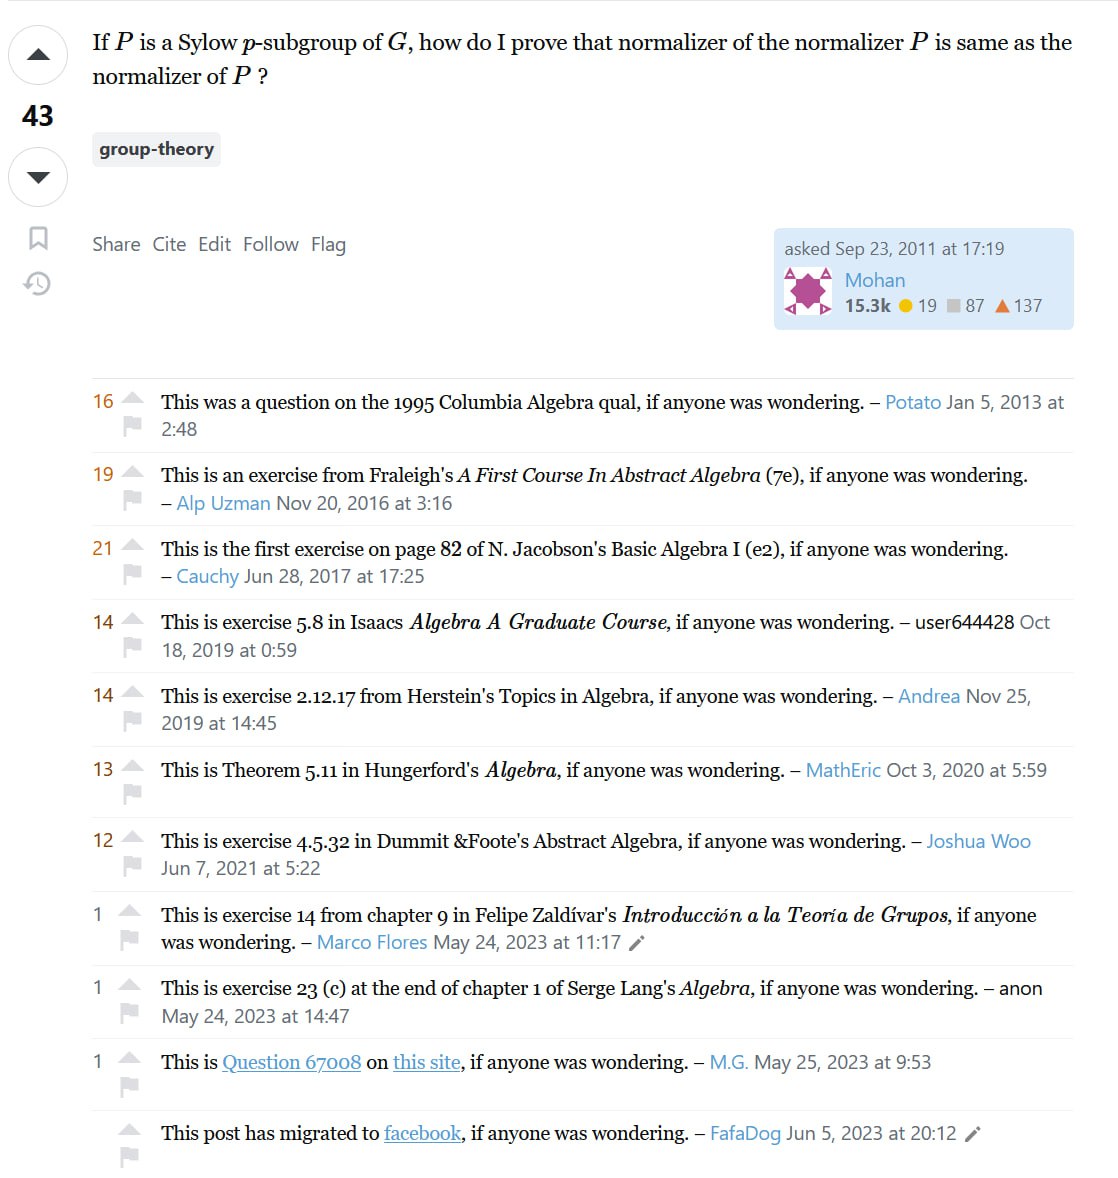 If P is a Sylow p-subgroup of G, how do I prove that normalizer of the normalizer P is same as the
normalizer of P ?
43
group-theory
Share Cite Edit Follow Flag
asked Sep 23, 2011 at 17:19
Mohan
15.3k 19 87 137
16 This was a question on the 1995 Columbia Algebra qual, if anyone was wondering. – Potato Jan 5, 2013 at
2:48
19 This is an exercise from Fraleigh's A First Course In Abstract Algebra (7e), if anyone was wondering.
– Alp Uzman Nov 20, 2016 at 3:16
21 This is the first exercise on page 82 of N. Jacobson's Basic Algebra I (e2), if anyone was wondering.
– Cauchy Jun 28, 2017 at 17:25
14 This is exercise 5.8 in Isaacs Algebra A Graduate Course, if anyone was wondering. – user644428 Oct
18, 2019 at 0:59
14 This is exercise 2.12.17 from Herstein's Topics in Algebra, if anyone was wondering. – Andrea Nov 25,
2019 at 14:45
13 This is Theorem 5.11 in Hungerford's Algebra, if anyone was wondering. – MathEric Oct 3, 2020 at 5:59
12 This is exercise 4.5.32 in Dummit &Foote's Abstract Algebra, if anyone was wondering. – Joshua Woo
Jun 7, 2021 at 5:22
1 This is exercise 14 from chapter 9 in Felipe Zaldívar's Introducción a la Teoría de Grupos, if anyone
was wondering. – Marco Flores May 24, 2023 at 11:17
1 This is exercise 23 (c) at the end of chapter 1 of Serge Lang's Algebra, if anyone was wondering. – anon
May 24, 2023 at 14:47
1 This is Question 67008 on this site, if anyone was wondering. – M.G. May 25, 2023 at 9:53
This post has migrated to facebook, if anyone was wondering. – FafaDog Jun 5, 2023 at 20:12